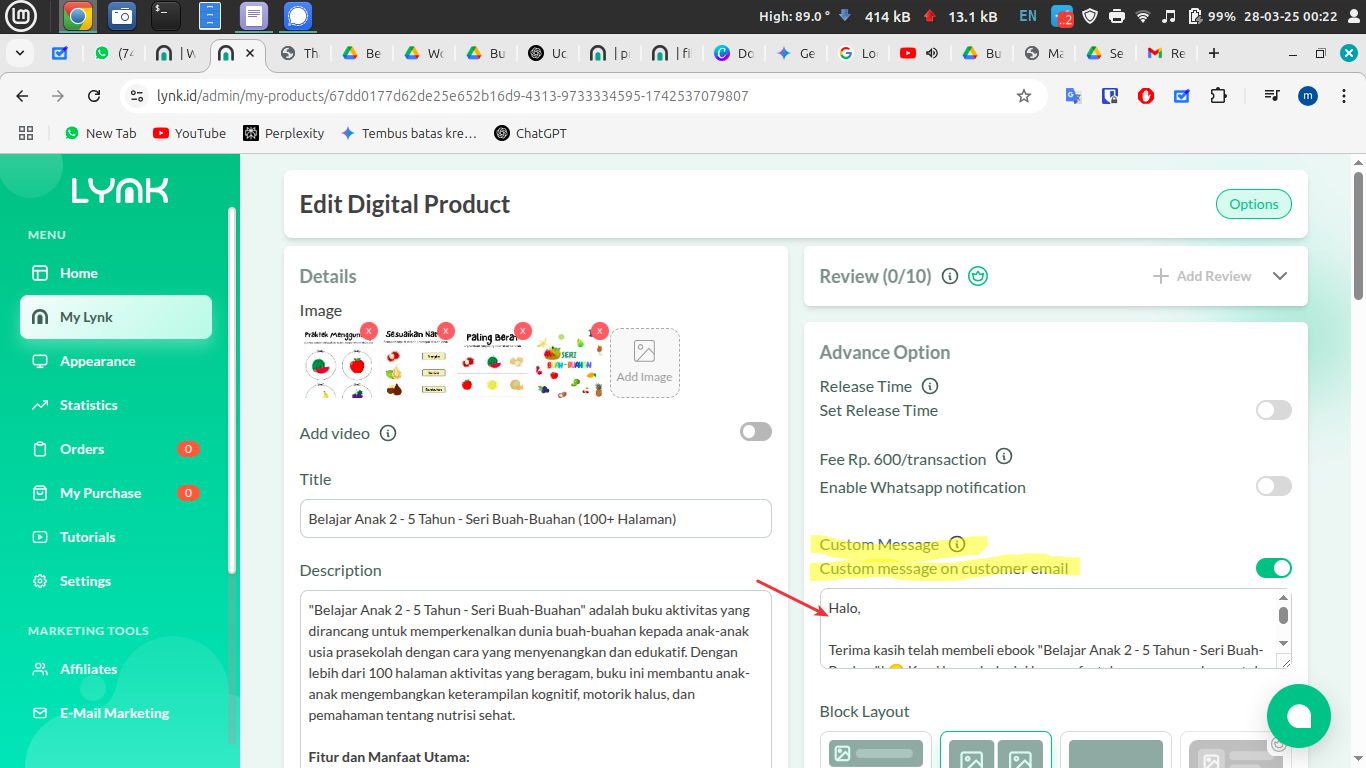 High: 89.0 ° 414 kB 13.1 kB EN ..2 99% 28-03-25 00:22
(74 | W Th Be Wo Bu Uc | p | fi Do Ge Lo Bu Ma Se Re
lynk.id/admin/my-products/67dd0177d62de25e652b16d9-4313-9733334595-1742537079807
m
New Tab YouTube Perplexity Tembus batas kre... ChatGPT
LYNK
MENU
Home
My Lynk
Appearance
Statistics
Orders 0
My Purchase 0
Tutorials
Settings
MARKETING TOOLS
Affiliates
E-Mail Marketing
Edit Digital Product
Options
Details
Image
Paling Berat
SERI
BUAH-BUAHAN
X X X X
Add Image
Add video
Title
Belajar Anak 2 - 5 Tahun - Seri Buah-Buahan (100+ Halaman)
Description
"Belajar Anak 2 - 5 Tahun - Seri Buah-Buahan" adalah buku aktivitas yang
dirancang untuk memperkenalkan dunia buah-buahan kepada anak-anak
usia prasekolah dengan cara yang menyenangkan dan edukatif. Dengan
lebih dari 100 halaman aktivitas yang beragam, buku ini membantu anak-
anak mengembangkan keterampilan kognitif, motorik halus, dan
pemahaman tentang nutrisi sehat.
Fitur dan Manfaat Utama:
Review (0/10)
Add Review
Advance Option
Release Time
Set Release Time
Fee Rp. 600/transaction
Enable Whatsapp notification
Custom Message
Custom message on customer email
Halo,
Terima kasih telah membeli ebook "Belajar Anak 2 - 5 Tahun - Seri Buah-
Block Layout